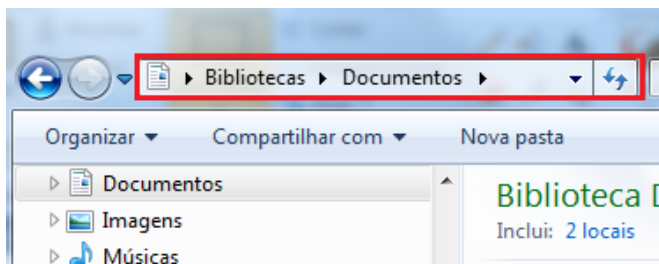 Bibliotecas Documentos
Organizar Compartilhar com Nova pasta
Documentos
Imagens
Músicas
Biblioteca
Inclui: 2 locais